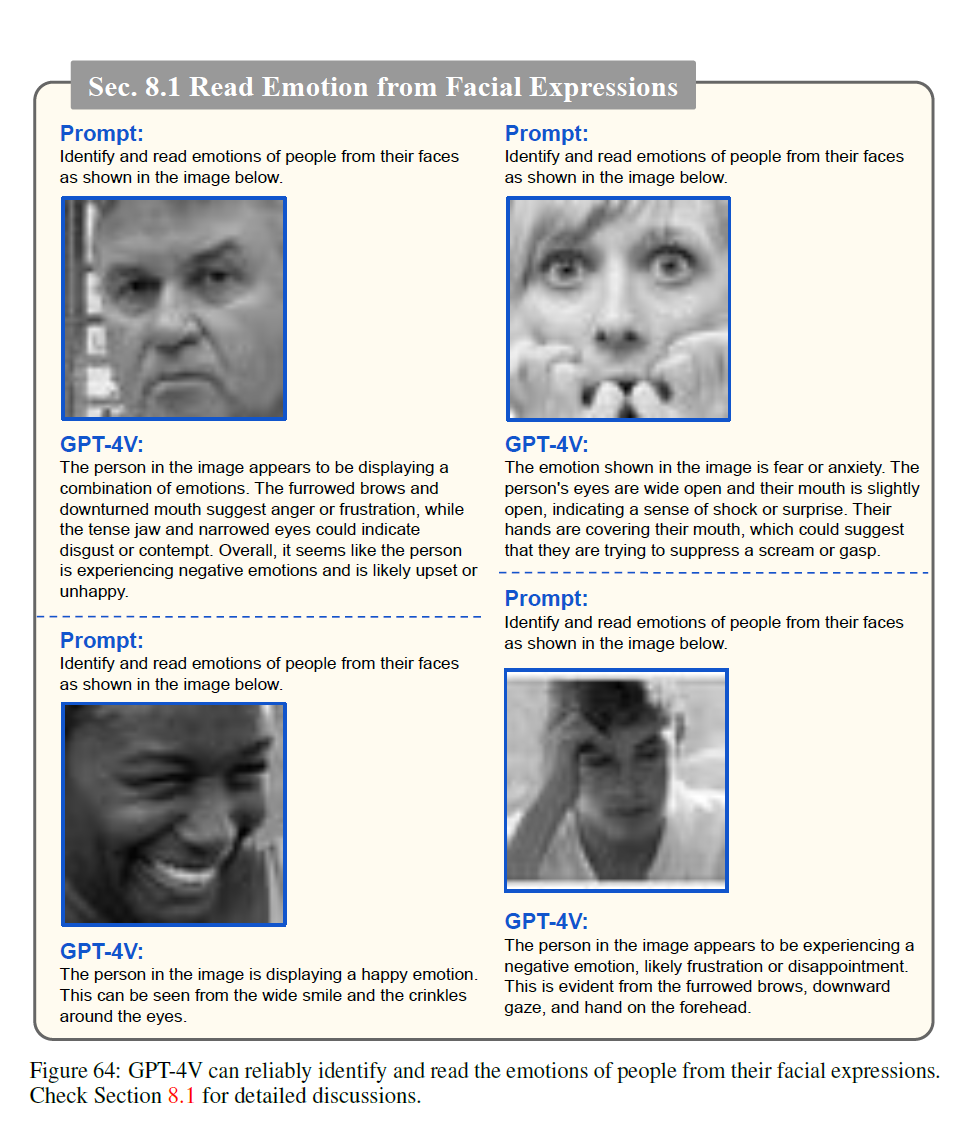 Sec. 8.1 Read Emotion from Facial Expressions
Prompt:
Identify and read emotions of people from their faces
as shown in the image below.
GPT-4V:
The person in the image appears to be displaying a
combination of emotions. The furrowed brows and
downturned mouth suggest anger or frustration, while
the tense jaw and narrowed eyes could indicate
disgust or contempt. Overall, it seems like the person
is experiencing negative emotions and is likely upset or
unhappy.
Prompt:
Identify and read emotions of people from their faces
as shown in the image below.
GPT-4V:
The person in the image is displaying a happy emotion.
This can be seen from the wide smile and the crinkles
around the eyes.
Prompt:
Identify and read emotions of people from their faces
as shown in the image below.
GPT-4V:
The emotion shown in the image is fear or anxiety. The
person's eyes are wide open and their mouth is slightly
open, indicating a sense of shock or surprise. Their
hands are covering their mouth, which could suggest
that they are trying to suppress a scream or gasp.
Prompt:
Identify and read emotions of people from their faces
as shown in the image below.
GPT-4V:
The person in the image appears to be experiencing a
negative emotion, likely frustration or disappointment.
This is evident from the furrowed brows, downward
gaze, and hand on the forehead.
Figure 64: GPT-4V can reliably identify and read the emotions of people from their facial expressions.
Check Section 8.1 for detailed discussions.